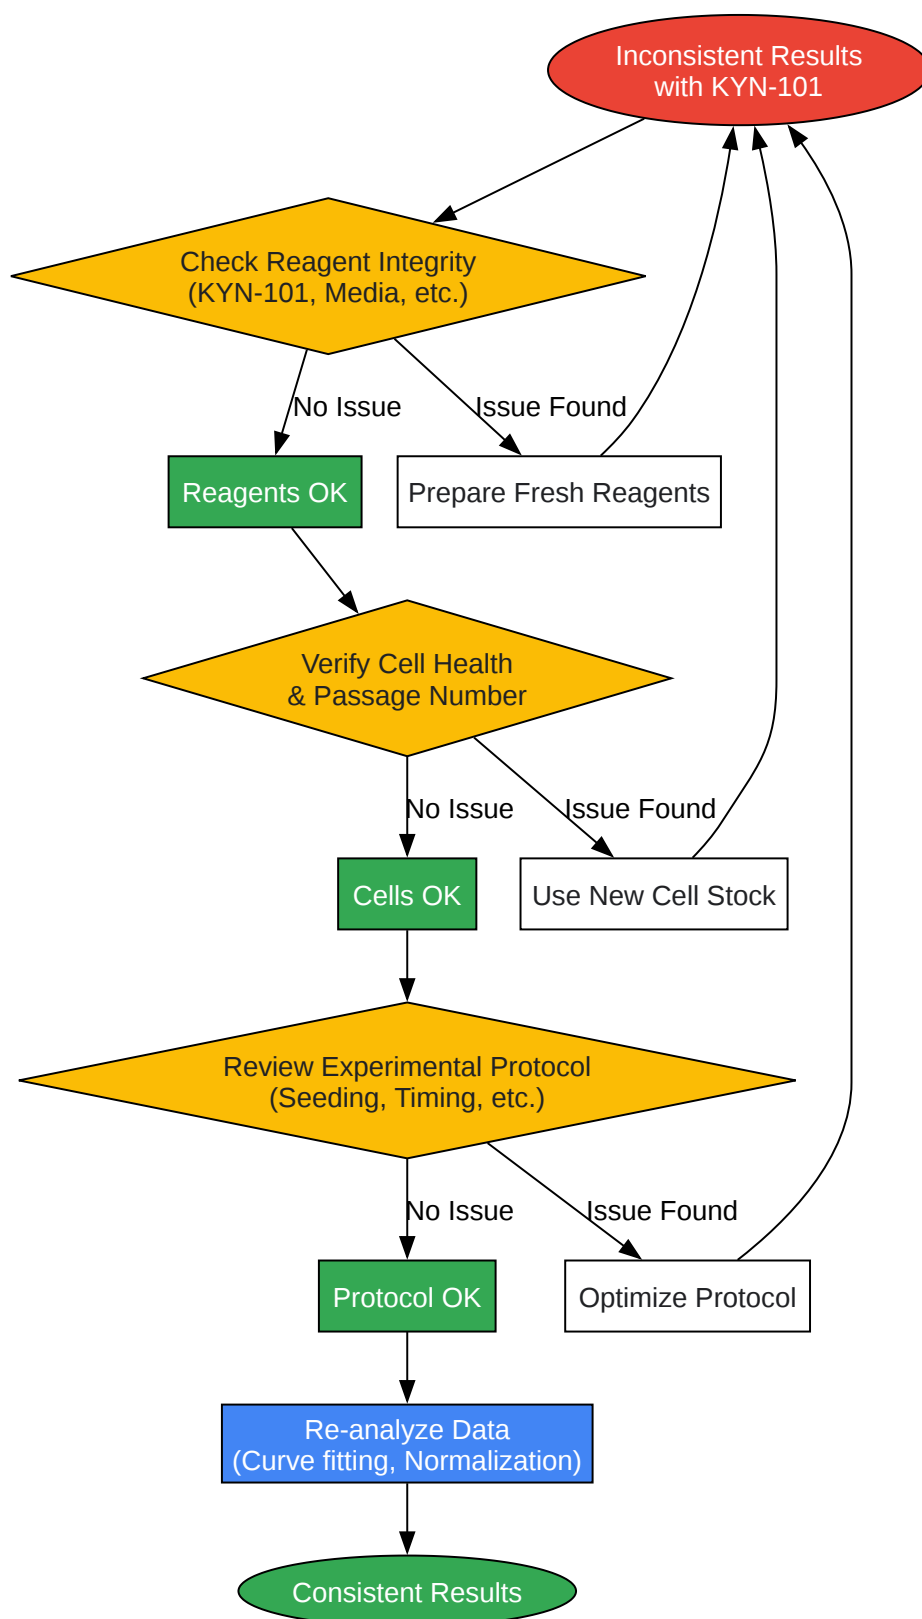 Inconsistent Results
with KYN-101
Check Reagent Integrity
(KYN-101, Media, etc.)
No Issue
Issue Found
Reagents OK
Prepare Fresh Reagents
Verify Cell Health
& Passage Number
No Issue
Issue Found
Cells OK
Use New Cell Stock
Review Experimental Protocol
(Seeding, Timing, etc.)
No Issue
Issue Found
Protocol OK
Optimize Protocol
Re-analyze Data
(Curve fitting, Normalization)
Consistent Results